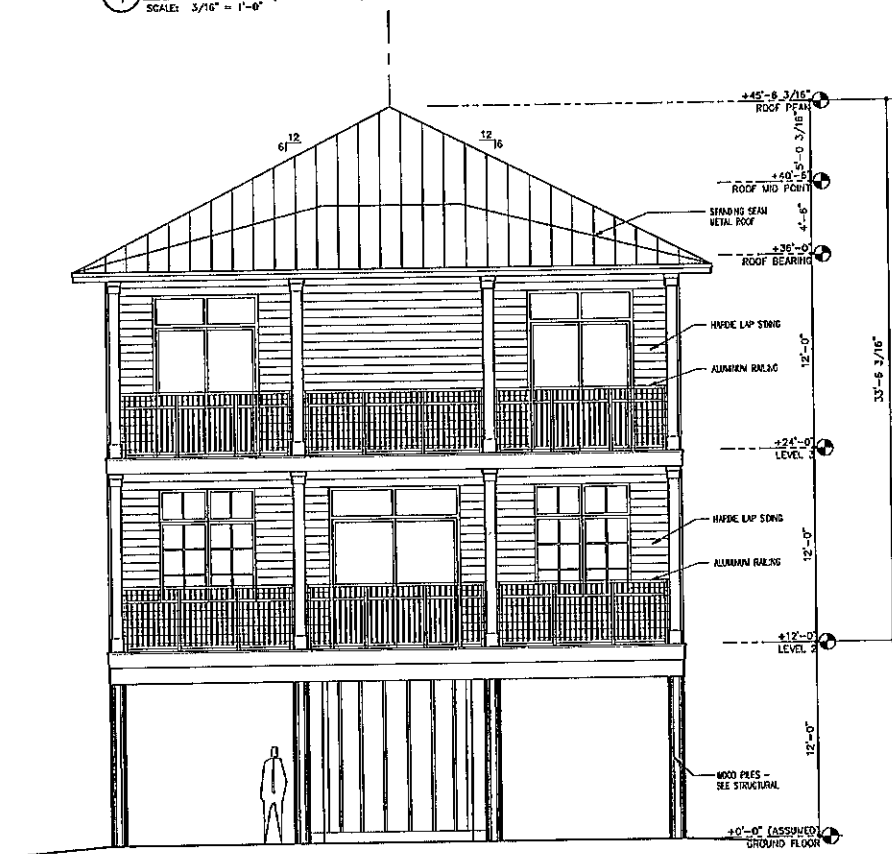 SCALE: 3/16" = 1'-0"
+45'-6 3/16"
ROOF PEAK
12
6
12
6
5'-0 3/16"
+40'-6"
ROOF MID POINT
STANDING SEAM
METAL ROOF
4'-6"
+36'-0"
ROOF BEARING
HARDIE LAP SIDING
12'-0"
33'-6 3/16"
ALUMINUM RAILING
+24'-0"
LEVEL 3
HARDIE LAP SIDING
12'-0"
ALUMINUM RAILING
+12'-0"
LEVEL 2
12'-0"
WOOD PILES -
SEE STRUCTURAL
+0'-0" (ASSUMED)
GROUND FLOOR